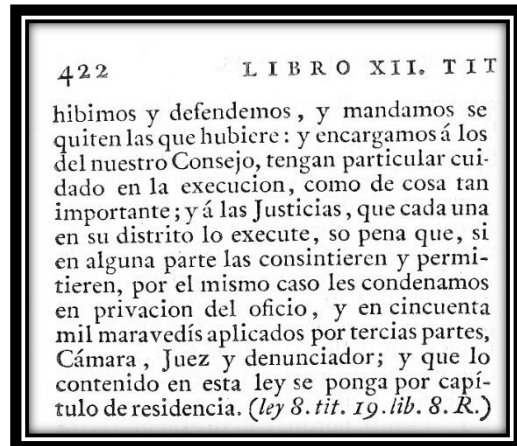 422 LIBRO XII. TIT
hibimos y defendemos, y mandamos se
quiten las que hubiere: y encargamos á los
del nuestro Consejo, tengan particular cui-
dado en la execucion, como de cosa tan
importante; y á las Justicias, que cada una
en su distrito lo execute, so pena que, si
en alguna parte las consintieren y permi-
tieren, por el mismo caso les condenamos
en privacion del oficio, y en cincuenta
mil maravedís aplicados por tercias partes,
Cámara, Juez y denunciador; y que lo
contenido en esta ley se ponga por capí-
tulo de residencia. (ley 8. tit. 19. lib. 8. R.)